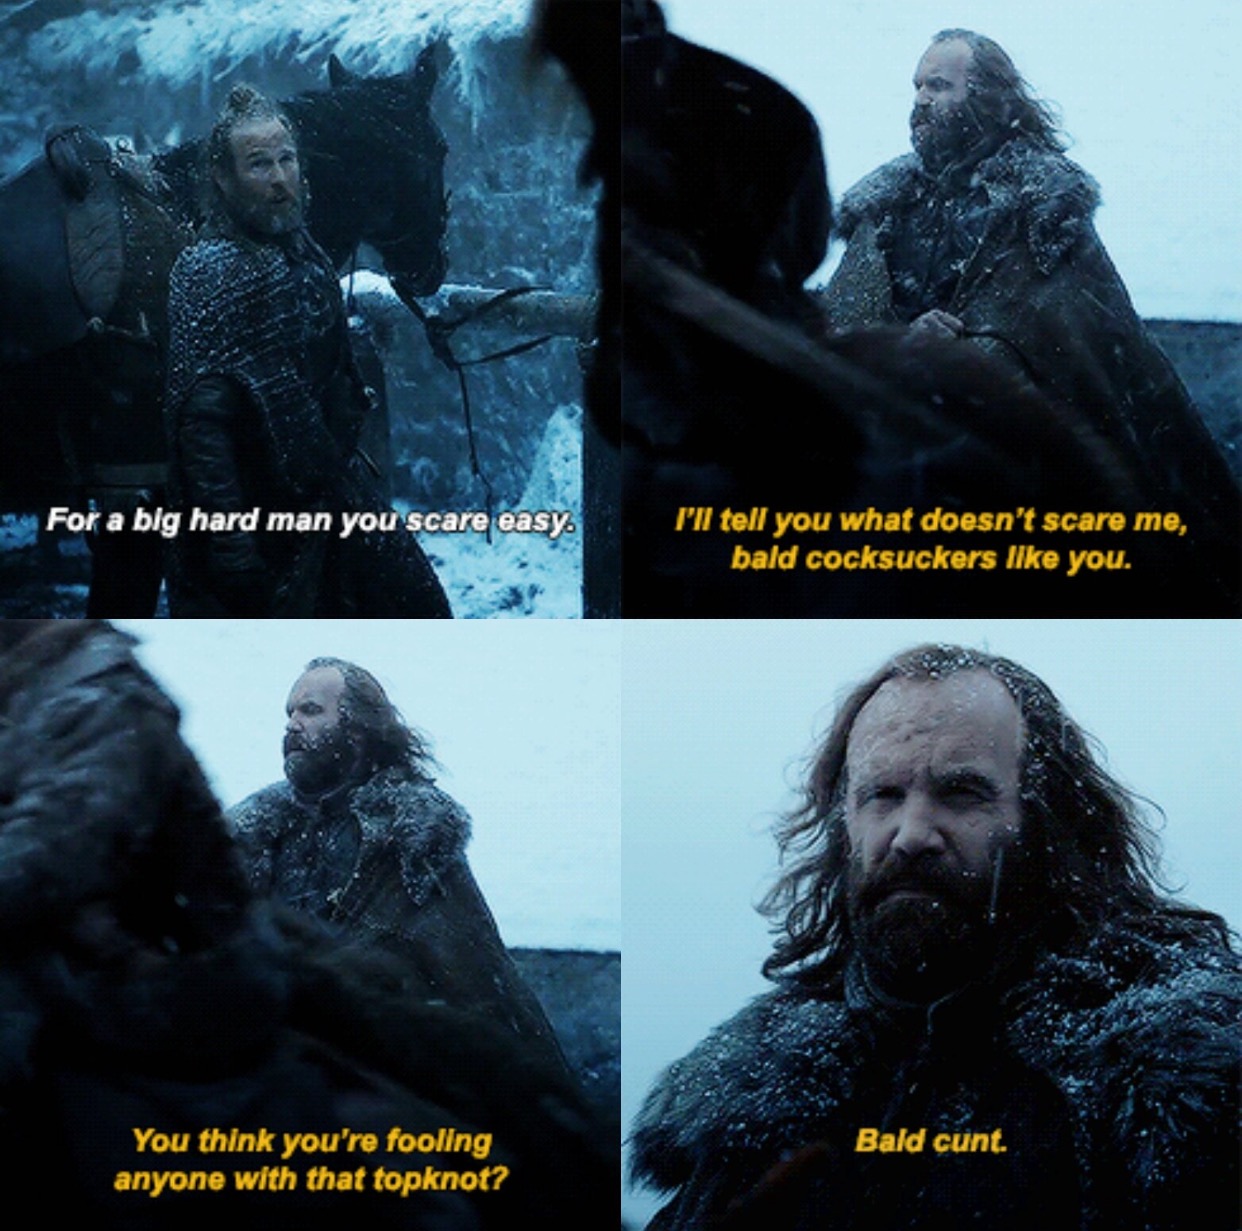 For a big hard man you scare easy.
I'll tell you what doesn't scare me,
bald cocksuckers like you.
You think you're fooling
anyone with that topknot?
Bald cunt.